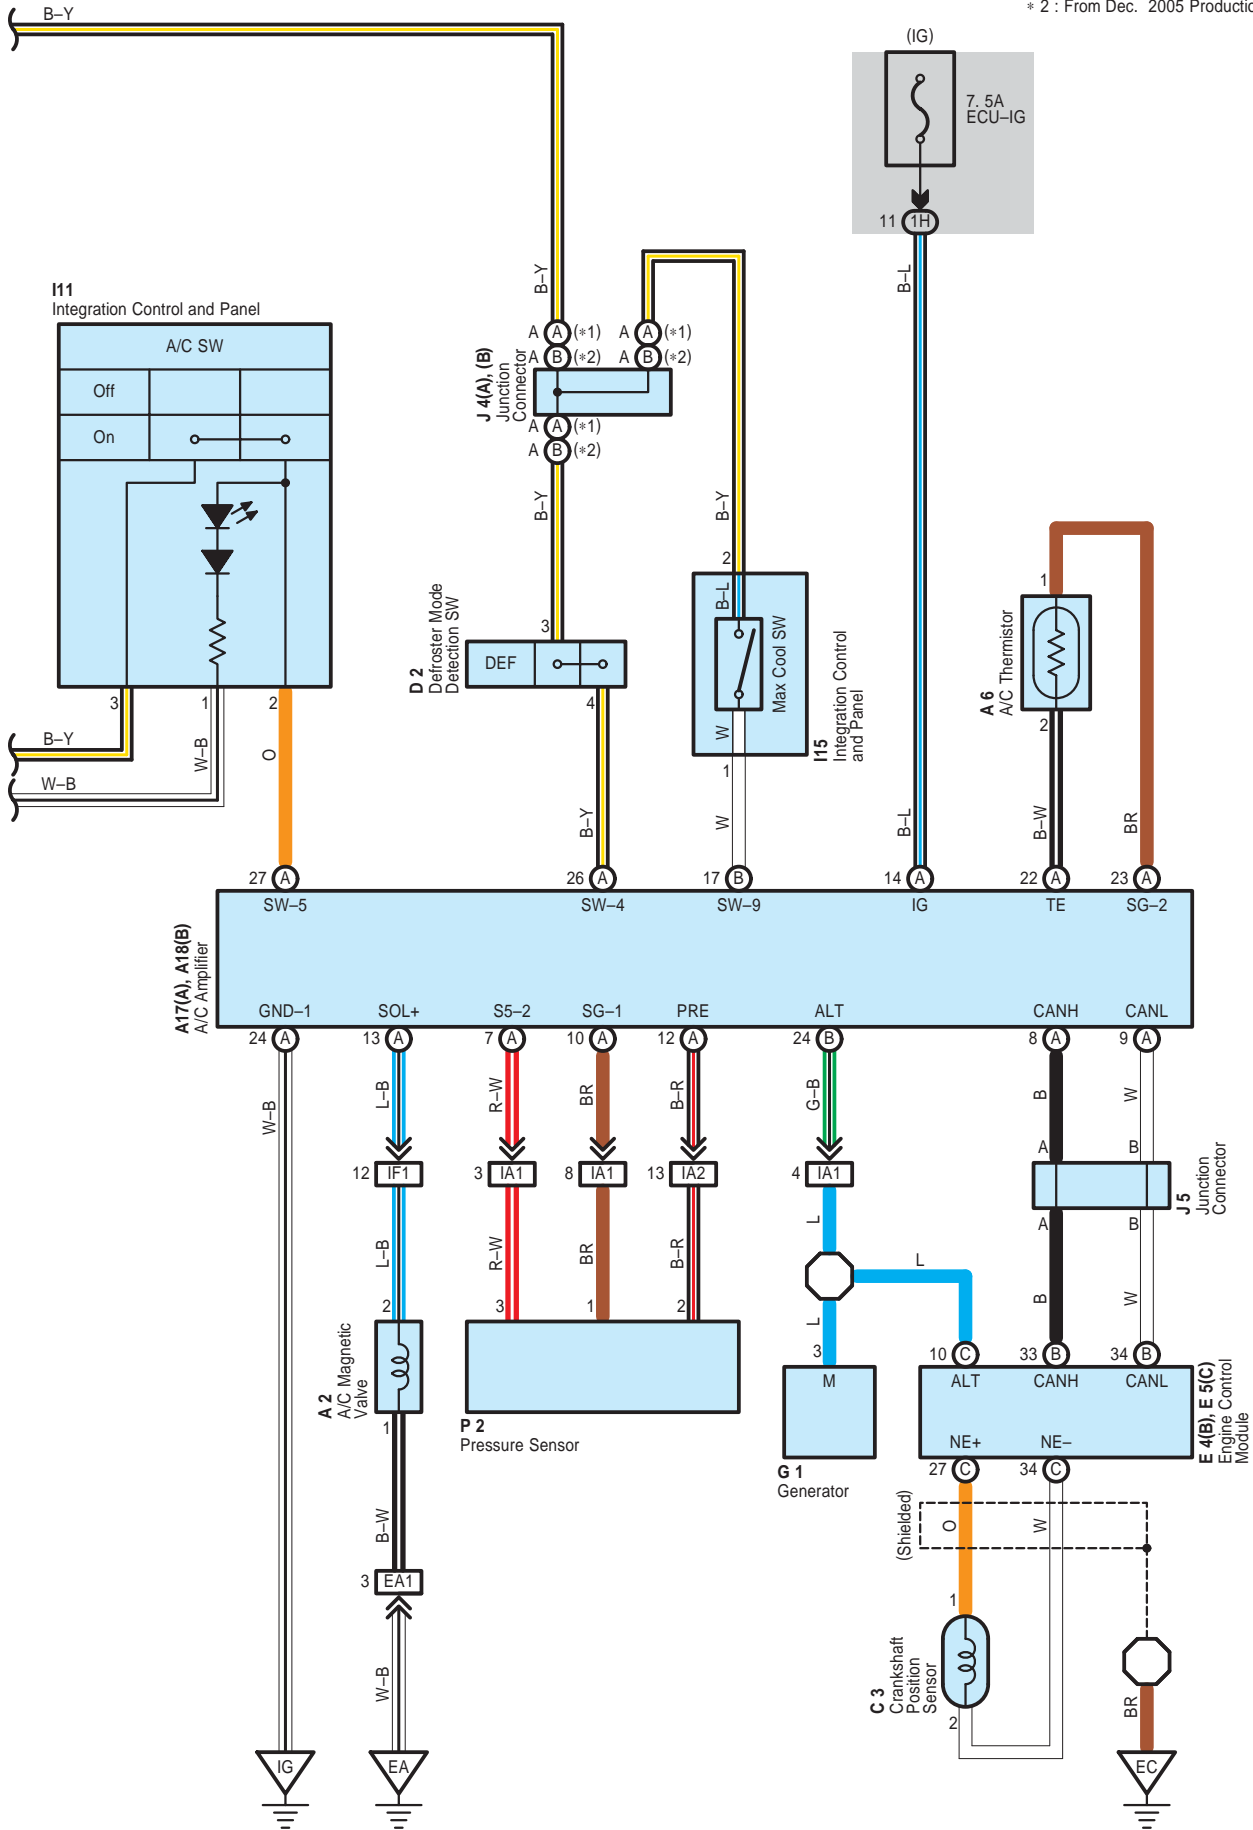 B–Y
∗ 2 : From Dec. 2005 Productio
(IG)
7. 5A
ECU–IG
11 1H
B–L
B–Y
I11
Integration Control and Panel
A/C SW
Off
On
A A (∗1) A A (∗1)
A B (∗2) A B (∗2)
J 4(A), (B)
Junction
Connector
A A (∗1)
A B (∗2)
B–Y
B–Y
2
B–L
Max Cool SW
W
1
I15
Integration Control
and Panel
W
3
D 2
Defroster Mode
Detection SW
DEF
4
B–Y
1
A 6
A/C Thermistor
2
B–W
BR
B–L
3 1 2
B–Y
W–B
W–B
O
27 A 26 A 17 B 14 A 22 A 23 A
SW–5 SW–4 SW–9 IG TE SG–2
A17(A), A18(B)
A/C Amplifier
GND–1 SOL+ S5–2 SG–1 PRE ALT CANH CANL
24 A 13 A 7 A 10 A 12 A 24 B 8 A 9 A
W–B
L–B
R–W
BR
B–R
G–B
B
W
A B
12 IF1 3 IA1 8 IA1 13 IA2 4 IA1
J 5
Junction
Connector
A B
L–B
R–W
BR
B–R
L
L
L
B
W
2 3 1 2 3
10 C 33 B 34 B
A 2
A/C Magnetic
Valve
1
P 2
Pressure Sensor
M
G 1
Generator
ALT CANH CANL
NE+ NE–
E 4(B), E 5(C)
Engine Control
Module
27 C 34 C
(Shielded)
O
W
B–W
3 EA1
W–B
1
C 3
Crankshaft
Position
Sensor
2
BR
IG EA EC